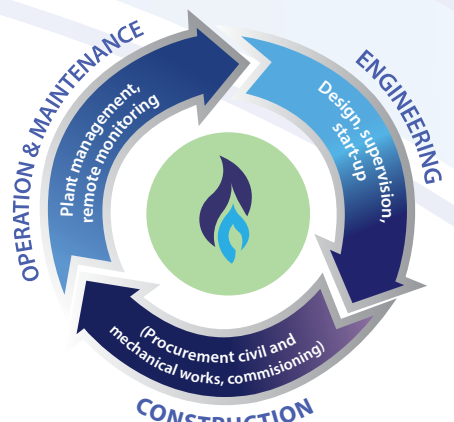 ENGINEERING
Design, supervision,
start-up
(Procurement civil and
mechanical works, commisioning)
CONSTRUCTION
OPERATION & MAINTENANCE
Plant management,
remote monitoring